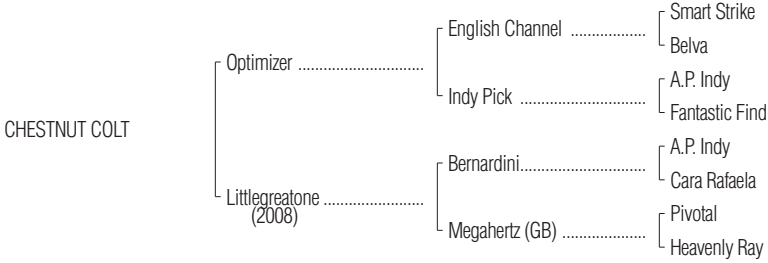 Smart Strike
English Channel ...................
Belva
Optimizer ..............................
A.P. Indy
Indy Pick ................................
Fantastic Find
CHESTNUT COLT
A.P. Indy
Bernardini................................
Cara Rafaela
Littlegreatone ........................
(2008)
Pivotal
Megahertz (GB) .....................
Heavenly Ray